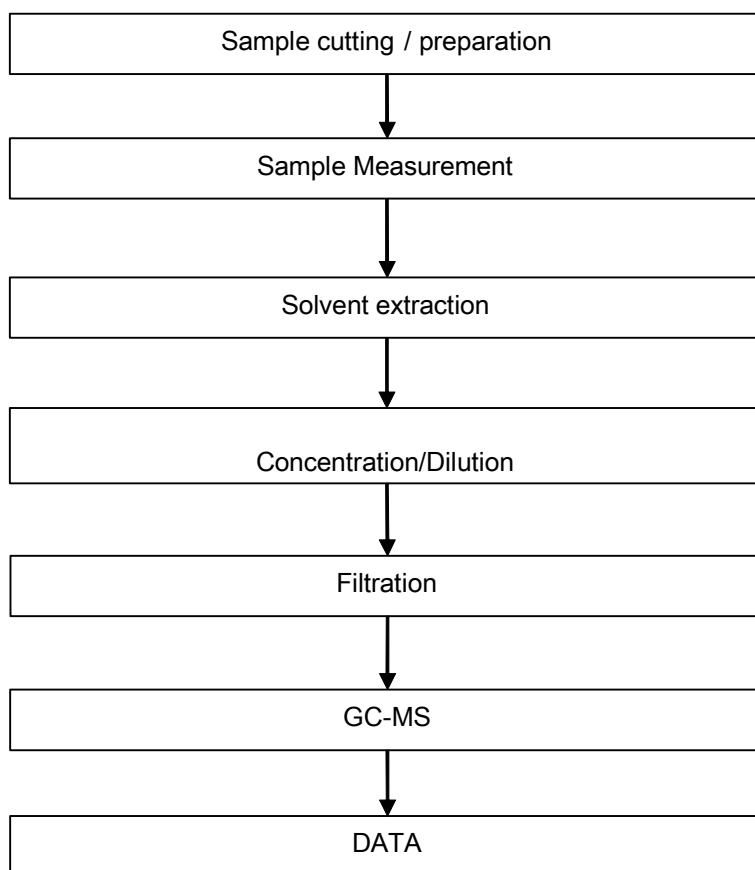 Sample cutting / preparation
Sample Measurement
Solvent extraction
Concentration/Dilution
Filtration
GC-MS
DATA